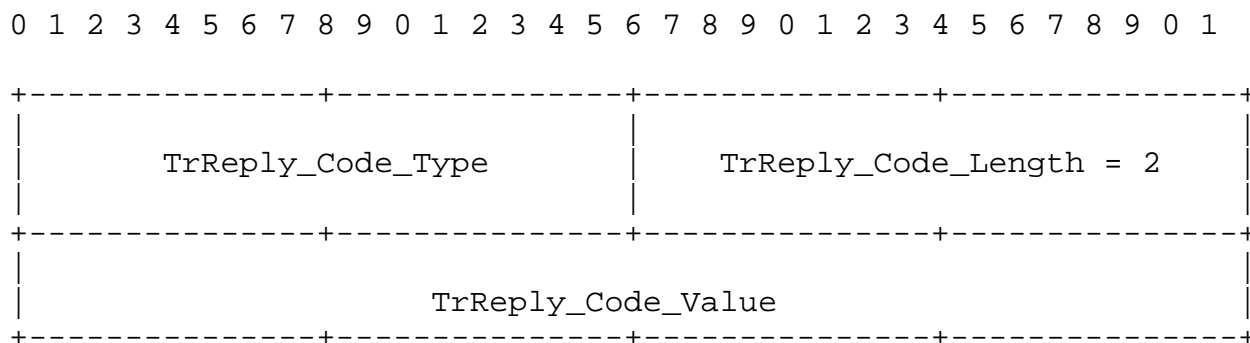 0 1 2 3 4 5 6 7 8 9 0 1 2 3 4 5 6 7 8 9 0 1 2 3 4 5 6 7 8 9 0 1
TrReply_Code_Type TrReply_Code_Length = 2
TrReply_Code_Value